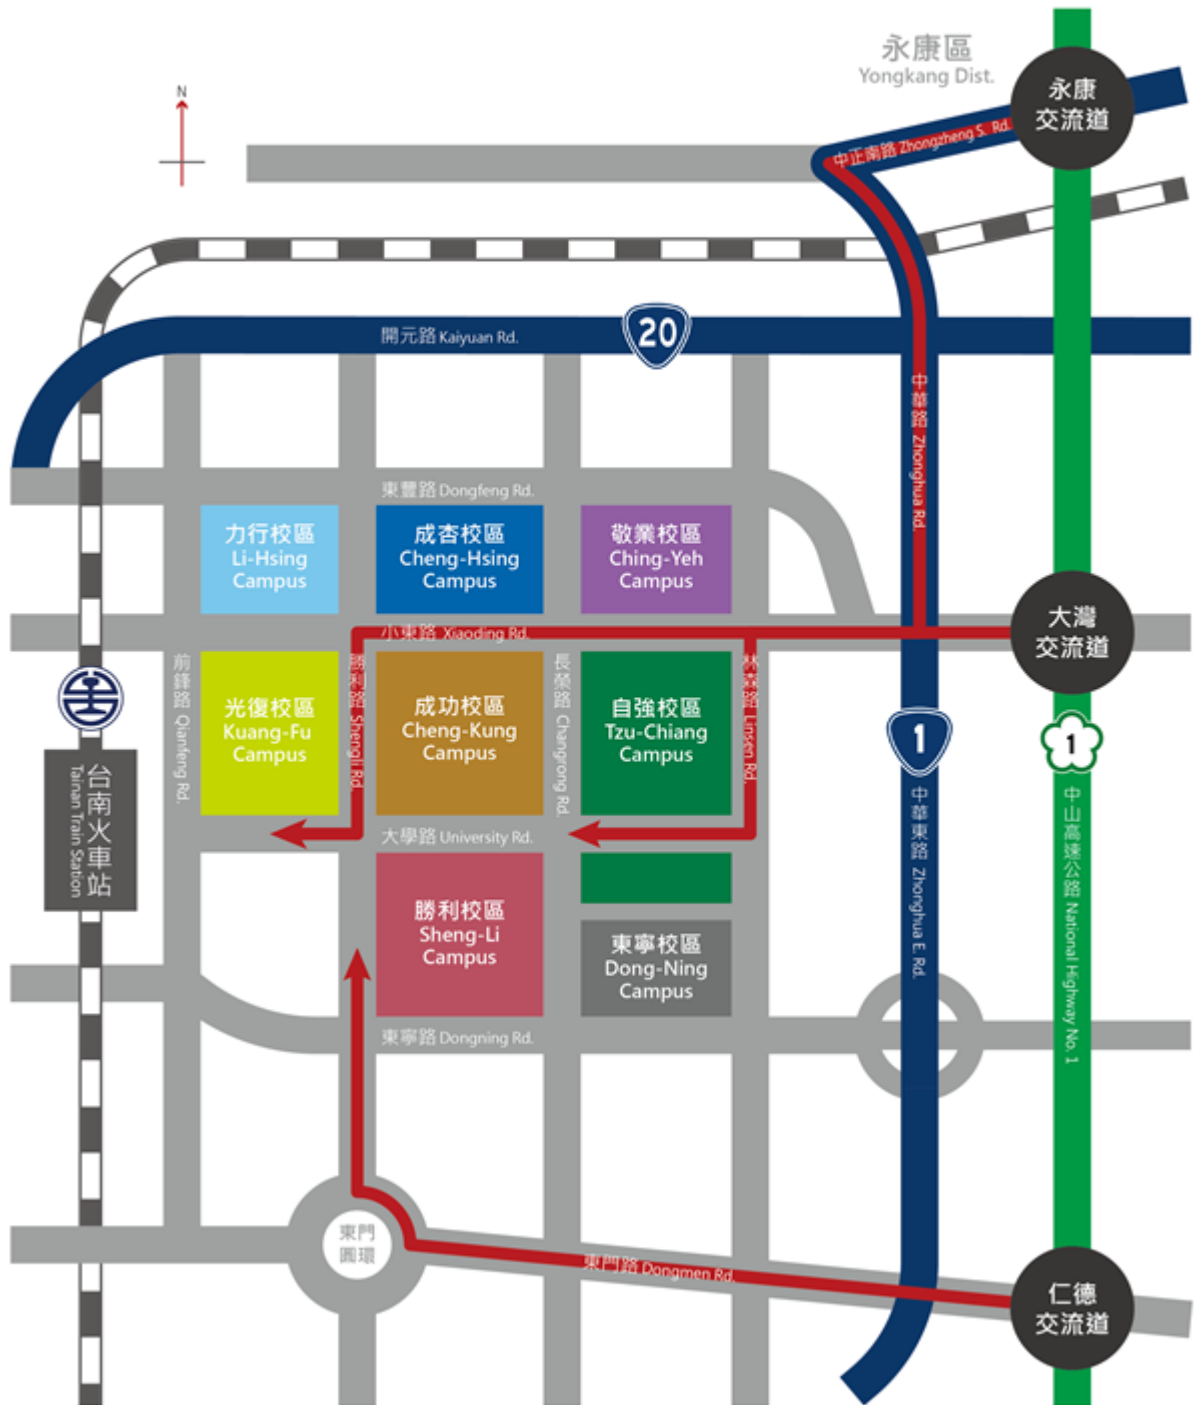 永康區
Yongkang Dist.
永康
交流道
N
中正南路 Zhongzheng S. Rd.
開元路 Kaiyuan Rd.
20
中華路 Zhonghua Rd.
東豐路 Dongfeng Rd.
力行校區
Li-Hsing
Campus
成杏校區
Cheng-Hsing
Campus
敬業校區
Ching-Yeh
Campus
大灣
交流道
小東路 Xiaoding Rd.
前鋒路 Qianfeng Rd.
光復校區
Kuang-Fu
Campus
勝利路 Shengli Rd.
成功校區
Cheng-Kung
Campus
長榮路 Changrong Rd.
自強校區
Tzu-Chiang
Campus
林森路 Linsen Rd.
1
1
台南火車站
Tainan Train Station
中華東路 Zhonghua E. Rd.
中山高速公路 National Highway No. 1
大學路 University Rd.
勝利校區
Sheng-Li
Campus
東寧校區
Dong-Ning
Campus
東寧路 Dongning Rd.
東門
圓環
東門路 Dongmen Rd.
仁德
交流道